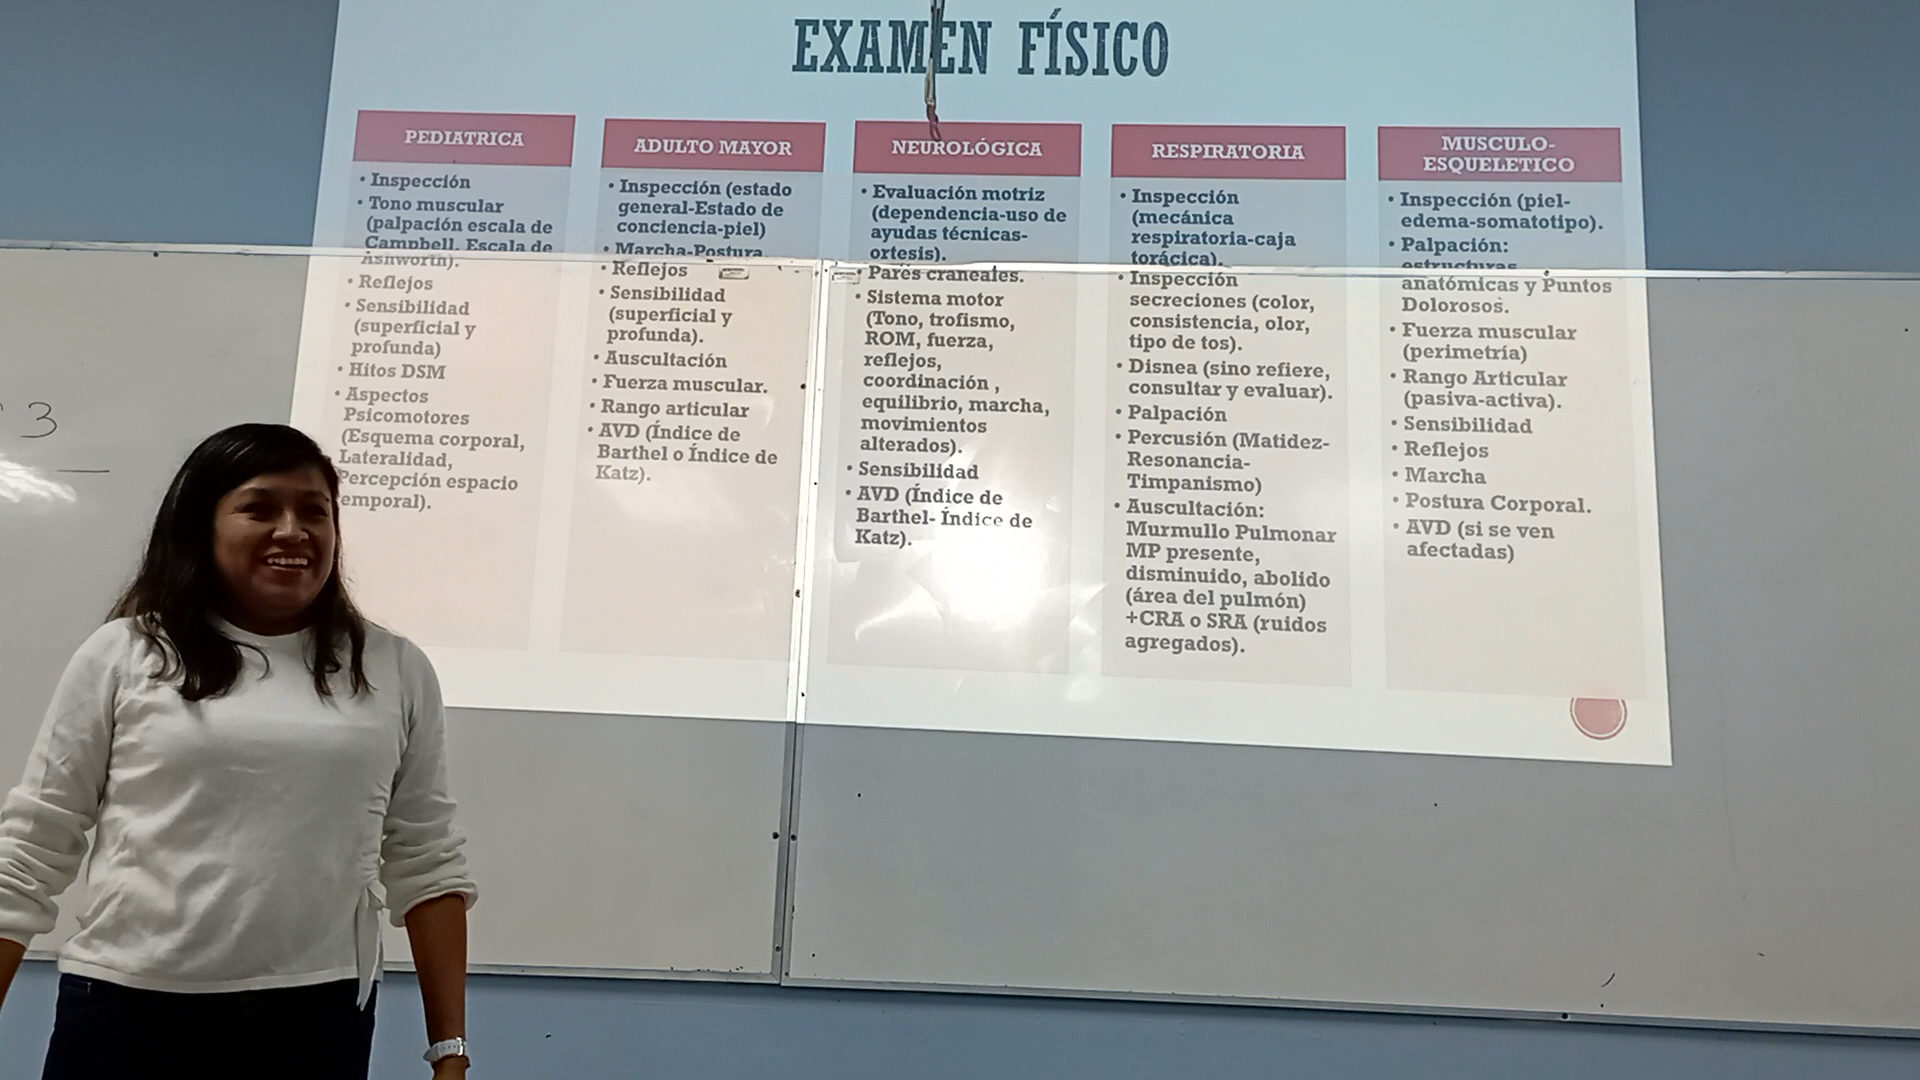 EXAMEN FÍSICO
PEDIATRICA
• Inspección
• Tono muscular
(palpación escala de
Campbell. Escala de
Ashworth).
• Reflejos
• Sensibilidad
(superficial y
profunda)
• Hitos DSM
• Aspectos
Psicomotores
(Esquema corporal,
Lateralidad,
Percepción espacio
temporal).
ADULTO MAYOR
• Inspección (estado
general-Estado de
conciencia-piel)
• Marcha-Postura.
• Reflejos
• Sensibilidad
(superficial y
profunda).
• Auscultación
• Fuerza muscular.
• Rango articular
• AVD (Índice de
Barthel o Índice de
Katz).
NEUROLÓGICA
• Evaluación motriz
(dependencia-uso de
ayudas técnicas-
ortesis).
• Pares craneales.
• Sistema motor
(Tono, trofismo,
ROM, fuerza,
reflejos,
coordinación ,
equilibrio, marcha,
movimientos
alterados).
• Sensibilidad
• AVD (Índice de
Barthel- Índice de
Katz).
RESPIRATORIA
• Inspección
(mecánica
respiratoria-caja
torácica).
• Inspección
secreciones (color,
consistencia, olor,
tipo de tos).
• Disnea (sino refiere,
consultar y evaluar).
• Palpación
• Percusión (Matidez-
Resonancia-
Timpanismo)
• Auscultación:
Murmullo Pulmonar
MP presente,
disminuido, abolido
(área del pulmón)
+CRA o SRA (ruidos
agregados).
MUSCULO-
ESQUELETICO
• Inspección (piel-
edema-somatotipo).
• Palpación:
estructuras
anatómicas y Puntos
Dolorosos.
• Fuerza muscular
(perimetría)
• Rango Articular
(pasiva-activa).
• Sensibilidad
• Reflejos
• Marcha
• Postura Corporal.
• AVD (si se ven
afectadas)
3